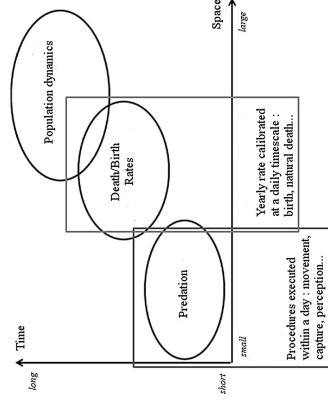 Time
long
Population dynamics
Death/Birth
Rates
Predation
short
Space
small
large
Procedures executed
within a day : movement,
capture, perception...
Yearly rate calibrated
at a daily timescale :
birth, natural death...